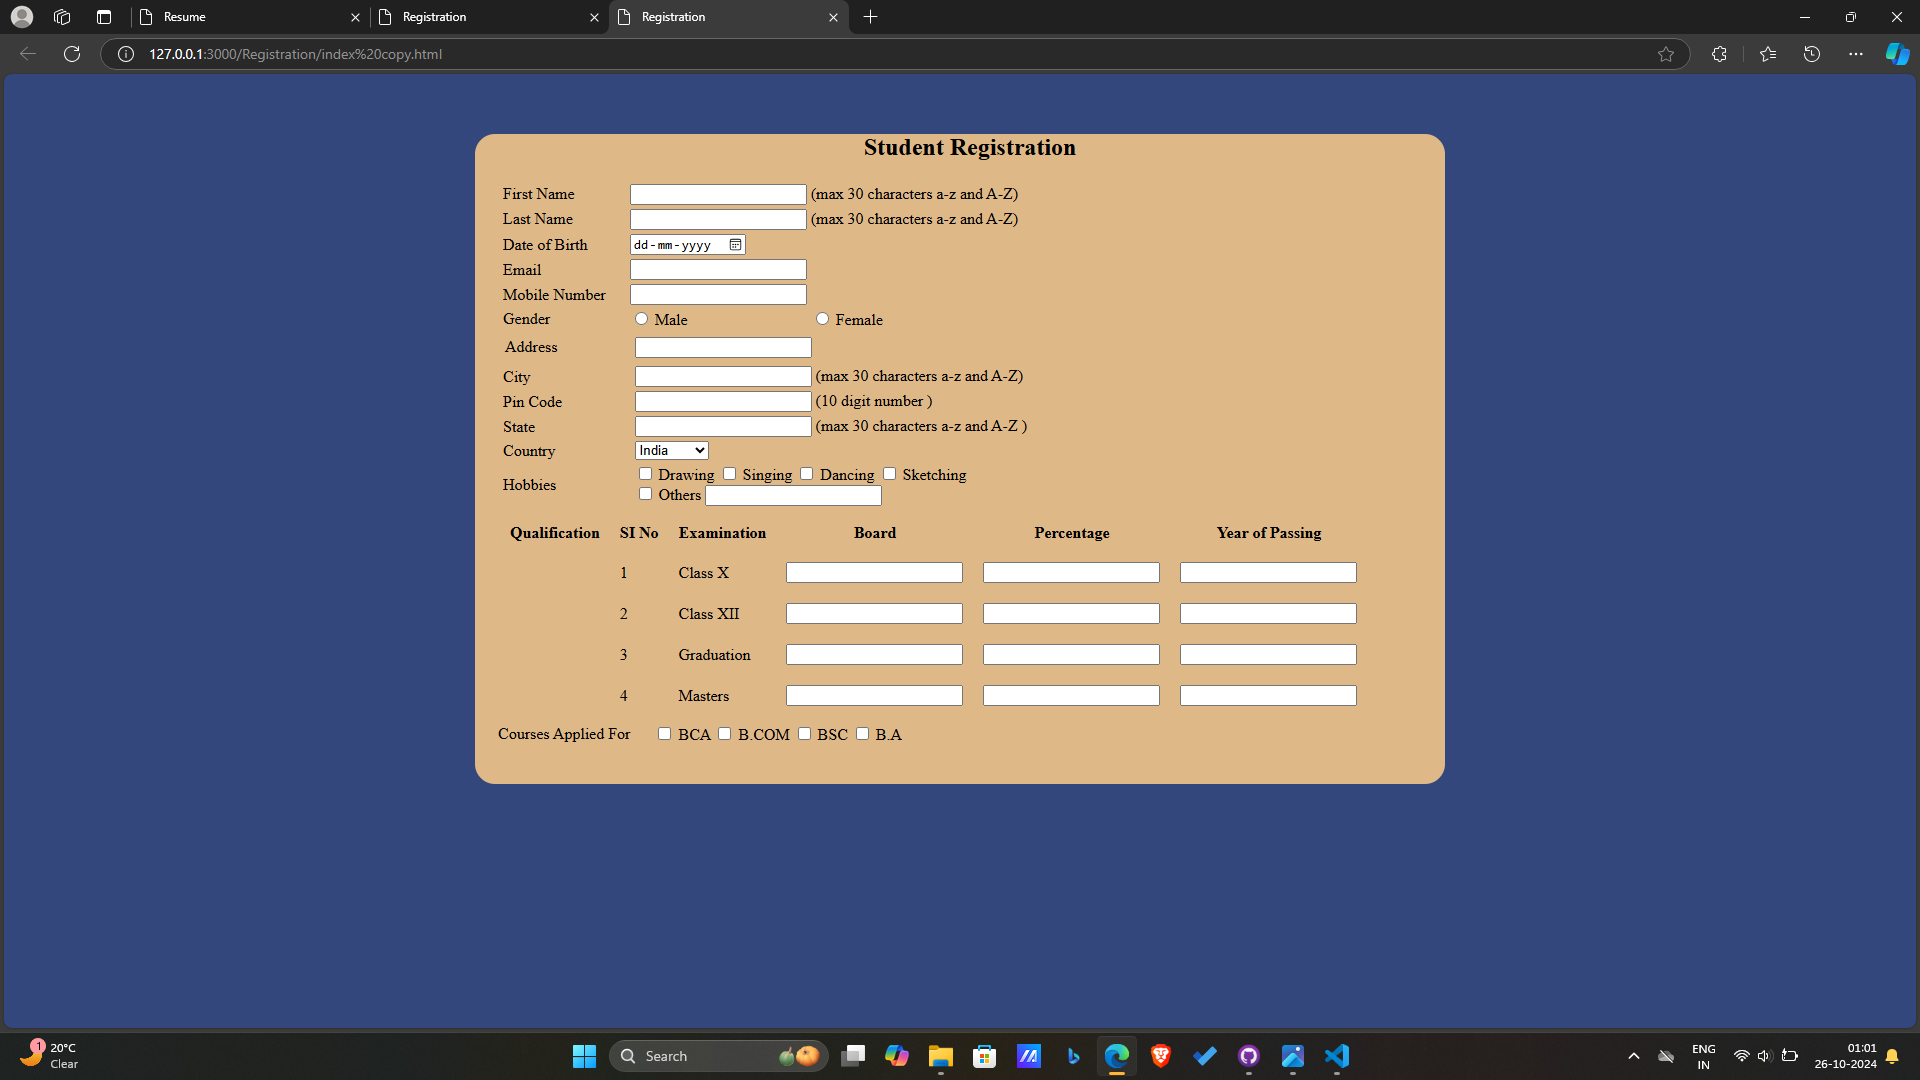 Resume
Registration
Registration
127.0.0.1:3000/Registration/index%20copy.html
Student Registration
First Name (max 30 characters a-z and A-Z)
Last Name (max 30 characters a-z and A-Z)
Date of Birth dd-mm-yyyy
Email
Mobile Number
Gender Male Female
Address
City (max 30 characters a-z and A-Z)
Pin Code (10 digit number )
State (max 30 characters a-z and A-Z )
Country India
Hobbies Drawing Singing Dancing Sketching
Others
Qualification SI No Examination Board Percentage Year of Passing
1 Class X
2 Class XII
3 Graduation
4 Masters
Courses Applied For BCA B.COM BSC B.A
1
20°C
Clear
Search
ENG
IN
01:01
26-10-2024